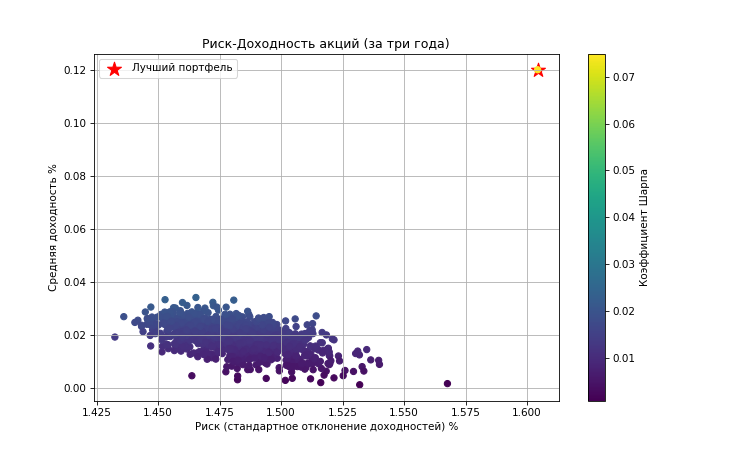 Риск-Доходность акций (за три года)
Лучший портфель
Средняя доходность %
0.12
0.10
0.08
0.06
0.04
0.02
0.00
1.425 1.450 1.475 1.500 1.525 1.550 1.575 1.600
Риск (стандартное отклонение доходностей) %
0.07
0.06
0.05
0.04
0.03
0.02
0.01
Коэффициент Шарпа